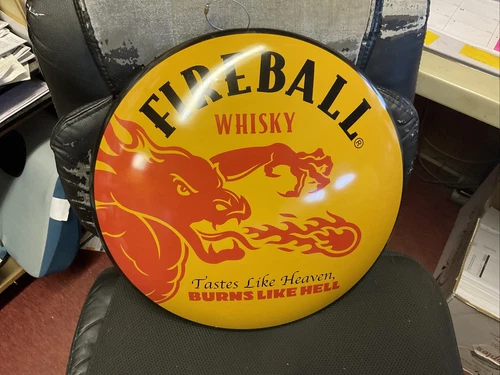 FIREBALL®
WHISKY
Tastes Like Heaven,
BURNS LIKE HELL